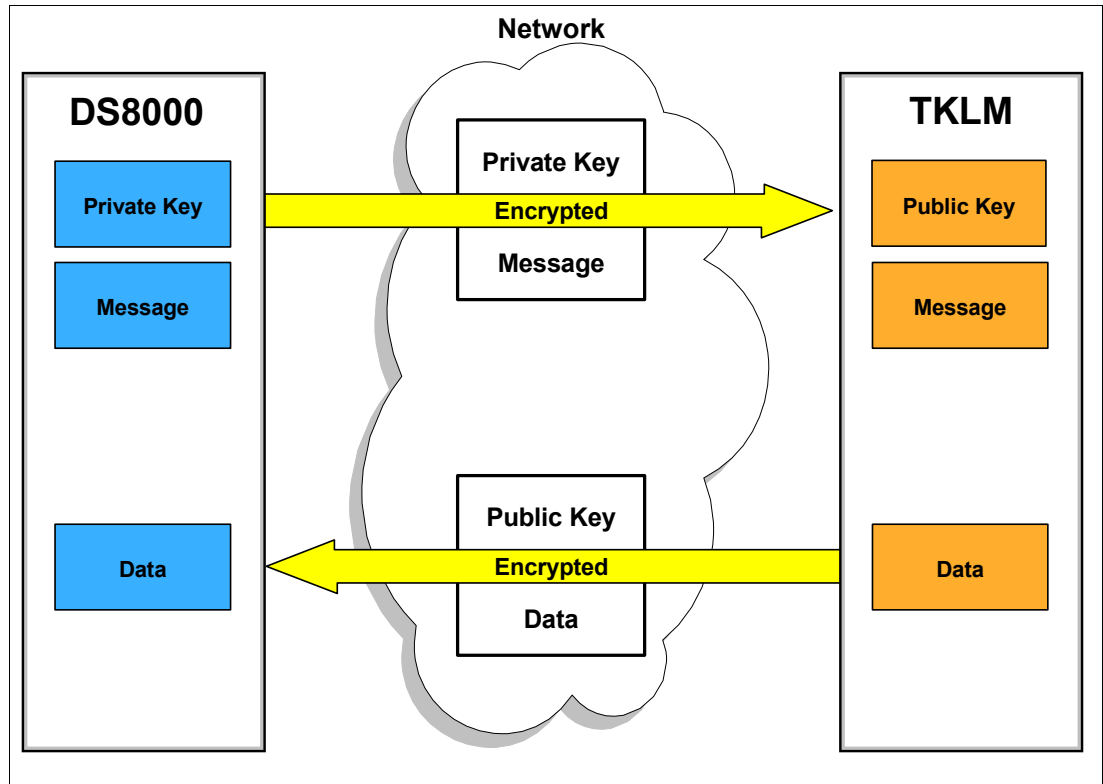 Network
DS8000
TKLM
Private Key
Private Key
Public Key
Encrypted
Message
Message
Message
Public Key
Data
Encrypted
Data
Data